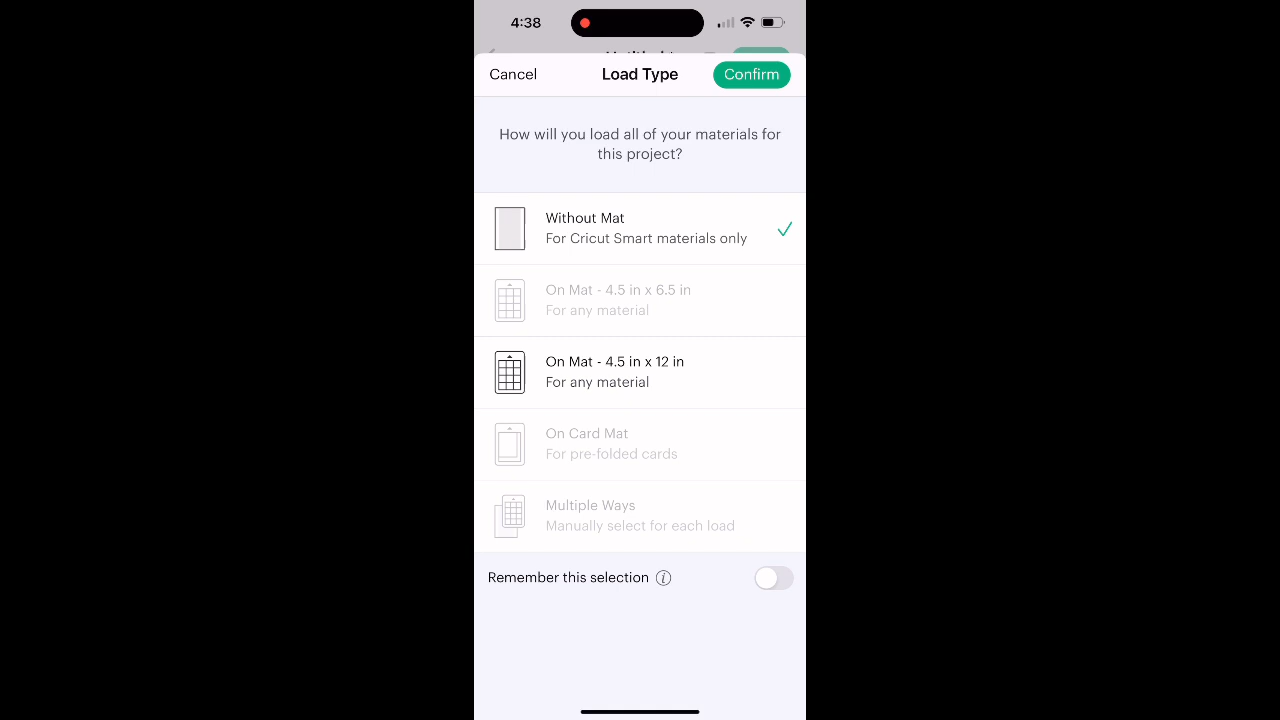 4:38
Cancel
Load Type
Confirm
How will you load all of your materials for
this project?
Without Mat
For Cricut Smart materials only
On Mat - 4.5 in x 6.5 in
For any material
On Mat - 4.5 in x 12 in
For any material
On Card Mat
For pre-folded cards
Multiple Ways
Manually select for each load
Remember this selection